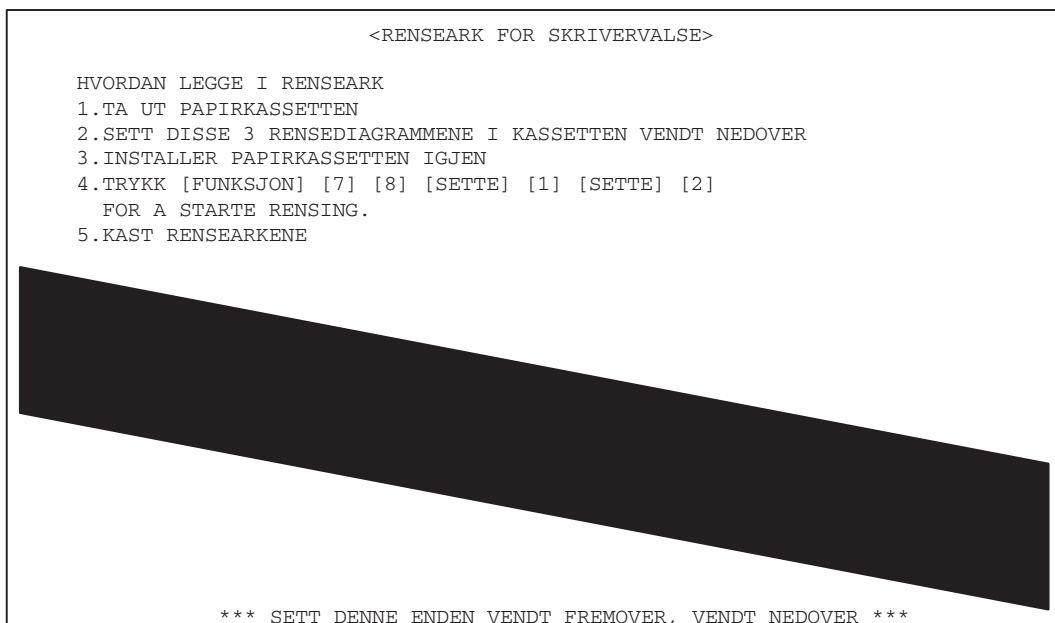 <RENSEARK FOR SKRIVERVALSE>
HVORDAN LEGGE I RENSEARK
1.TA UT PAPIRKASSETTEN
2.SETT DISSE 3 RENSEDIAGRAMMENE I KASSETTEN VENDT NEDOVER
3.INSTALLER PAPIRKASSETTEN IGJEN
4.TRYKK [FUNKSJON] [7] [8] [SETTE] [1] [SETTE] [2]
FOR A STARTE RENSING.
5.KAST RENSEARKENE
*** SETT DENNE ENDEN VENDT FREMOVER, VENDT NEDOVER ***